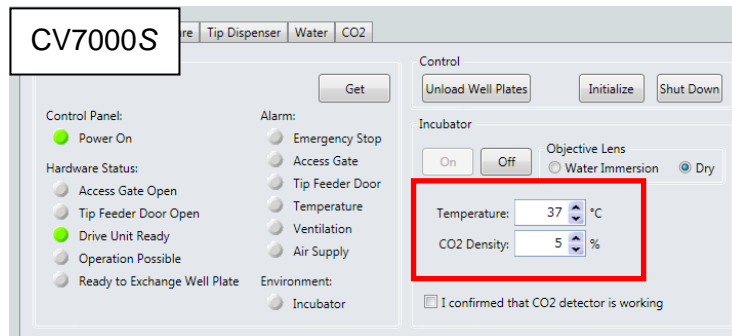 CV7000S
Tip Dispenser Water CO2
Get
Control Panel:
Power On
Hardware Status:
Access Gate Open
Tip Feeder Door Open
Drive Unit Ready
Operation Possible
Ready to Exchange Well Plate
Alarm:
Emergency Stop
Access Gate
Tip Feeder Door
Temperature
Ventilation
Air Supply
Environment:
Incubator
Control
Unload Well Plates Initialize Shut Down
Incubator
On Off
Objective Lens
Water Immersion Dry
Temperature: 37 °C
CO2 Density: 5 %
I confirmed that CO2 detector is working